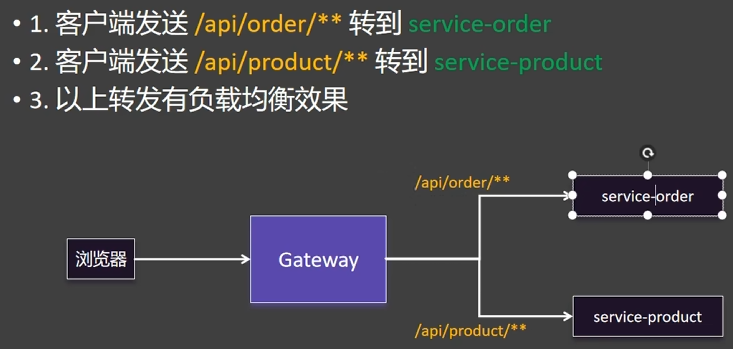 • 1. 客户端发送 /api/order/** 转到 service-order
• 2. 客户端发送 /api/product/** 转到 service-product
• 3. 以上转发有负载均衡效果
/api/order/**
service-order
浏览器
Gateway
service-product
/api/product/**